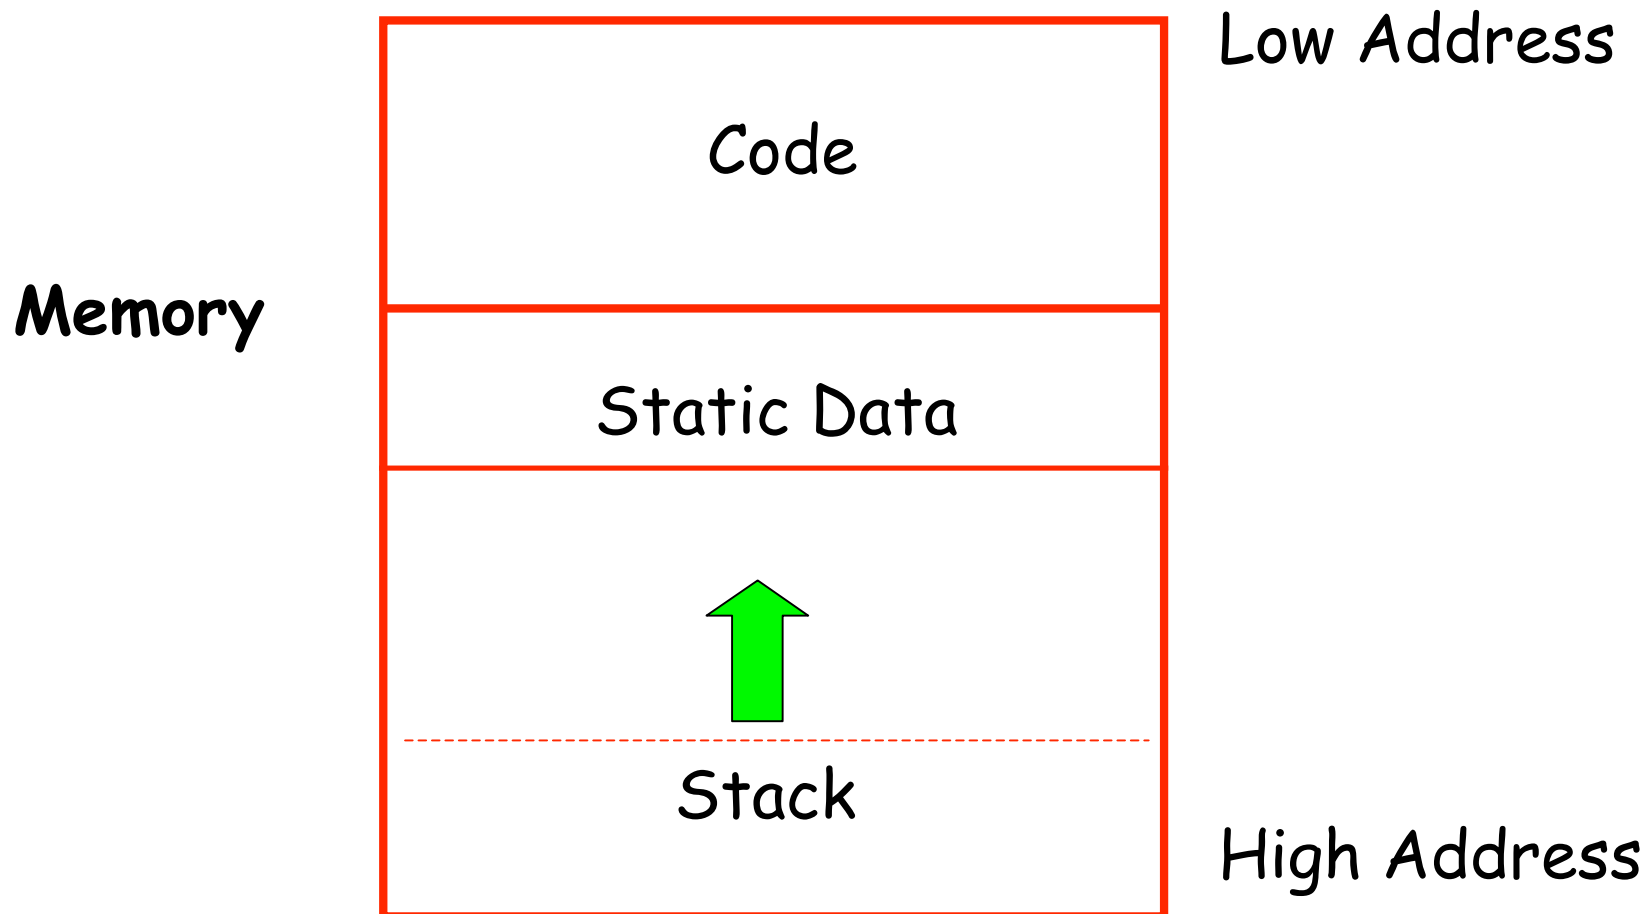 Low Address
Code
Memory
Static Data
Stack
High Address